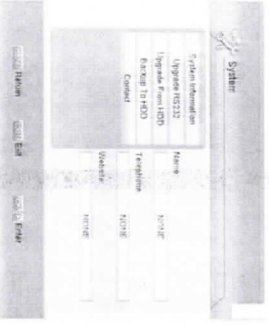 System
System Information
Upgrade RS232
Upgrade From HDD
Backup To HDD
Contact
Name
NONE
Telephone
NONE
Website
NONE
Return
Exit
Enter